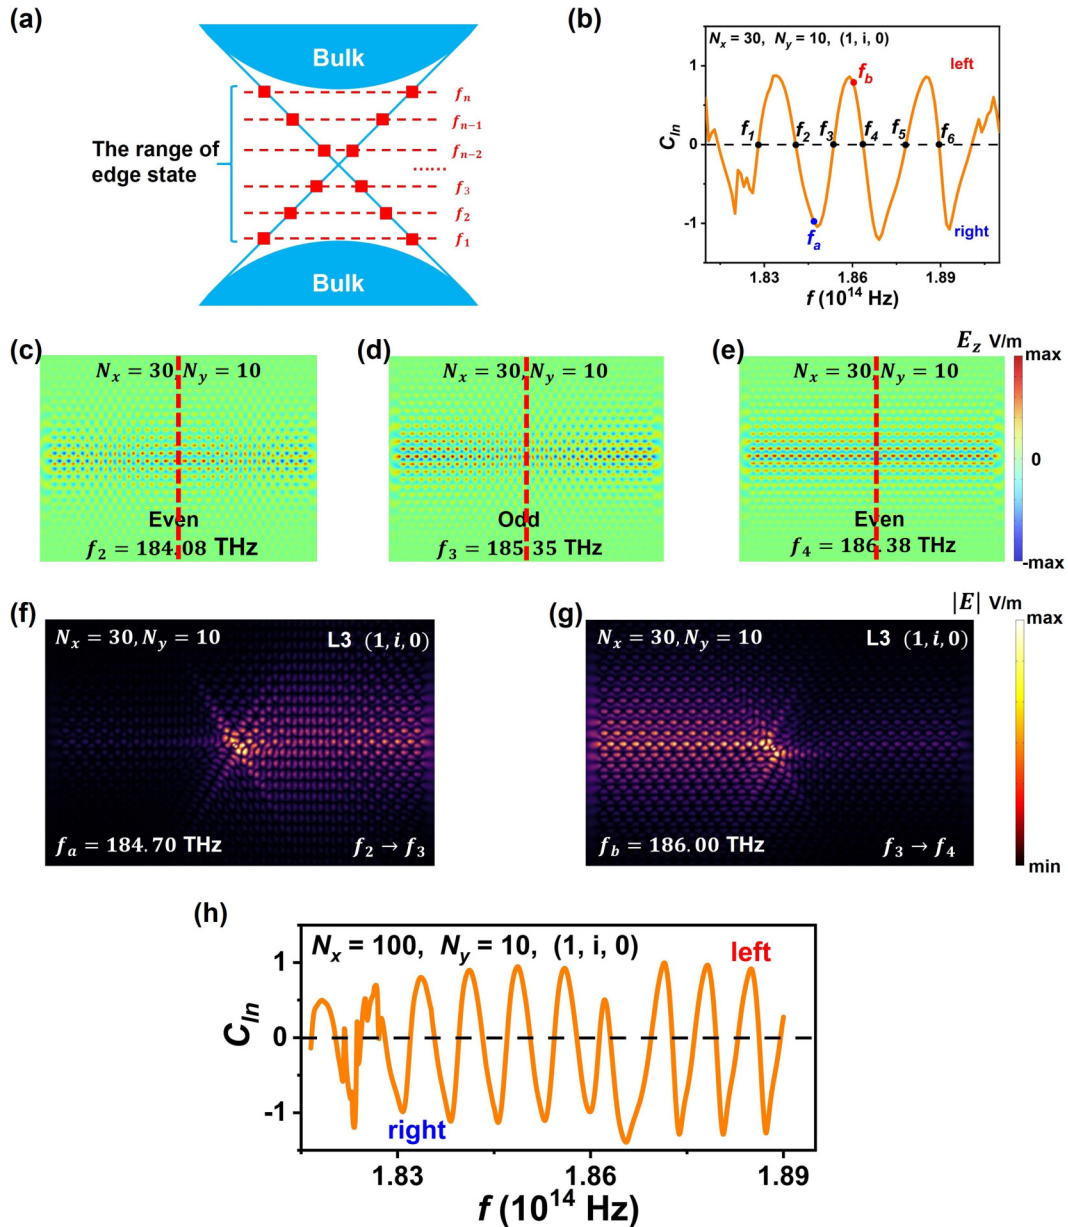 (a)
Bulk
The range of
edge state
f_n
f_{n−1}
f_{n−2}
......
f_3
f_2
f_1
Bulk
(b)
N_x = 30, N_y = 10, (1, i, 0)
left
right
C_{ln}
1
0
-1
f_1
f_2
f_3
f_4
f_5
f_6
f_a
f_b
1.83
1.86
1.89
f (10^14 Hz)
(c)
N_x = 30, N_y = 10
Even
f_2 = 184.08 THz
(d)
N_x = 30, N_y = 10
Odd
f_3 = 185.35 THz
(e)
N_x = 30, N_y = 10
Even
f_4 = 186.38 THz
E_z V/m
max
0
-max
(f)
N_x = 30, N_y = 10
L3 (1, i, 0)
f_a = 184.70 THz
f_2 → f_3
(g)
N_x = 30, N_y = 10
L3 (1, i, 0)
f_b = 186.00 THz
f_3 → f_4
|E| V/m
max
min
(h)
N_x = 100, N_y = 10, (1, i, 0)
left
right
C_{ln}
1
0
-1
1.83
1.86
1.89
f (10^14 Hz)